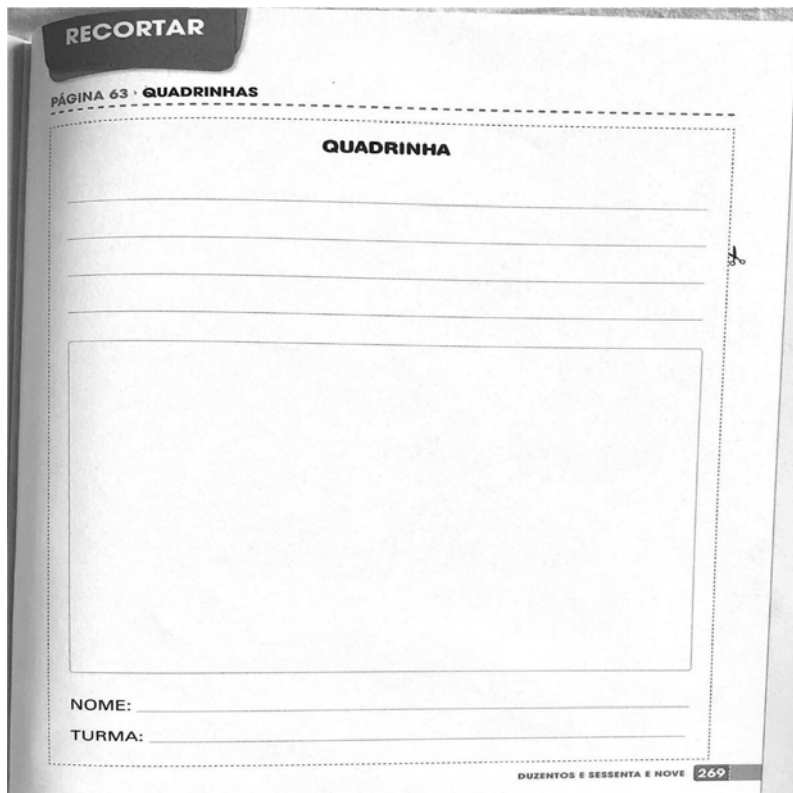 RECORTAR
PÁGINA 63 › QUADRINHAS
QUADRINHA
NOME:
TURMA:
DUZENTOS E SESSENTA E NOVE 269